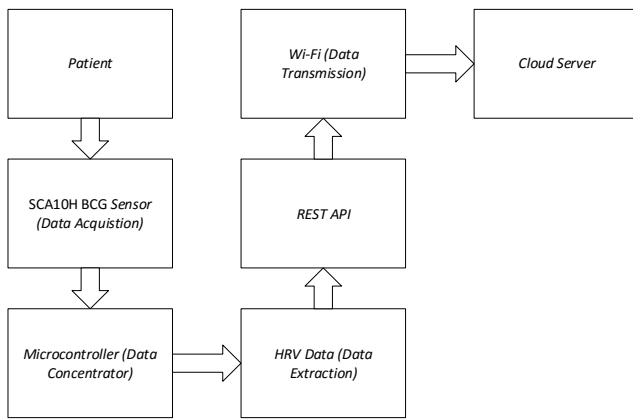 Patient
SCA10H BCG Sensor
(Data Acquistion)
Microcontroller (Data
Concentrator)
HRV Data (Data
Extraction)
REST API
Wi-Fi (Data
Transmission)
Cloud Server